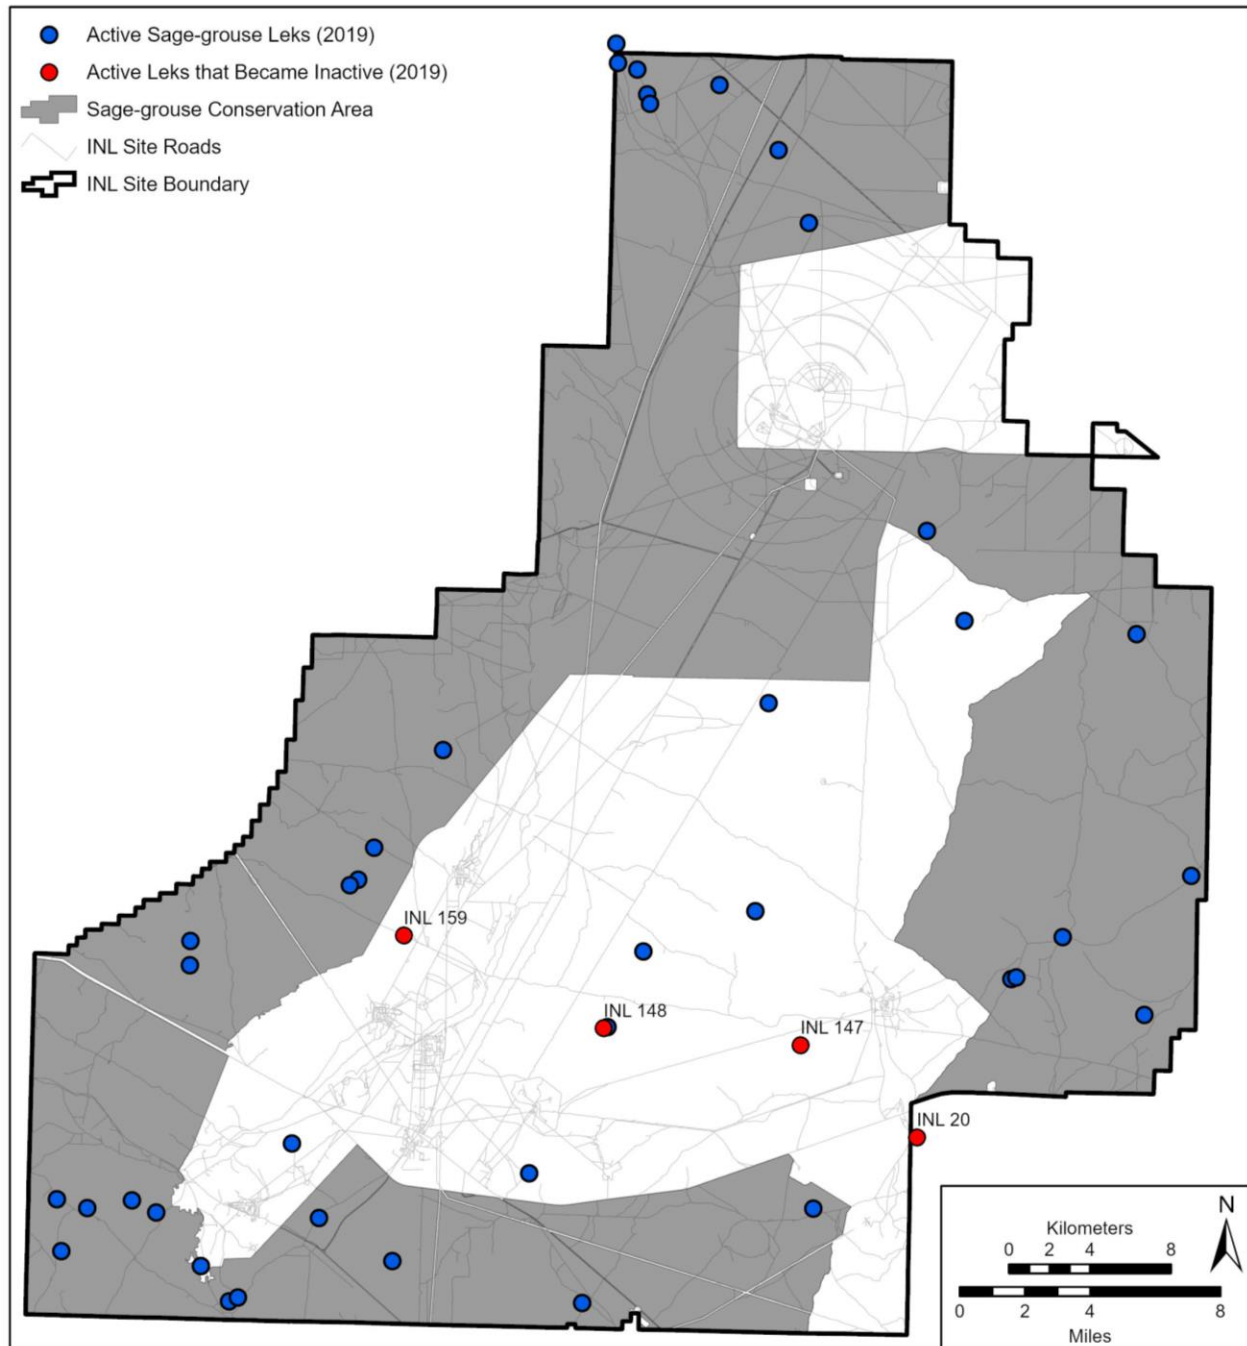 Active Sage-grouse Leks (2019)
Active Leks that Became Inactive (2019)
Sage-grouse Conservation Area
INL Site Roads
INL Site Boundary
INL 159
INL 148
INL 147
INL 20
N
Kilometers
0 2 4 8
0 2 4 8
Miles